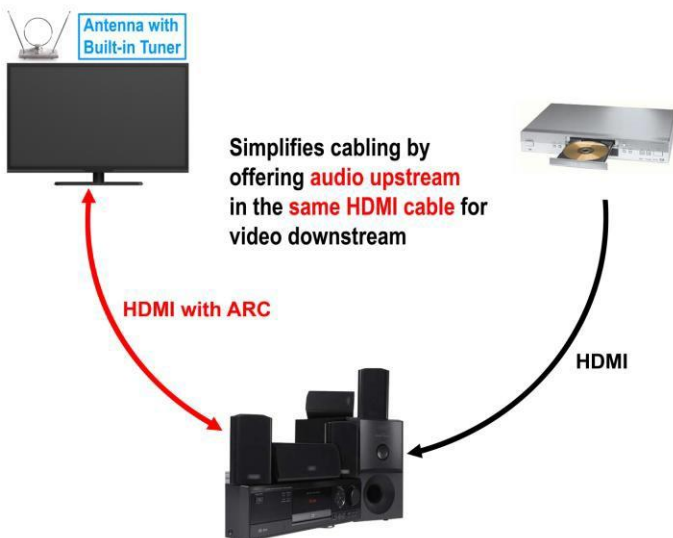 Antenna with
Built-in Tuner
Simplifies cabling by
offering audio upstream
in the same HDMI cable for
video downstream
HDMI with ARC
HDMI